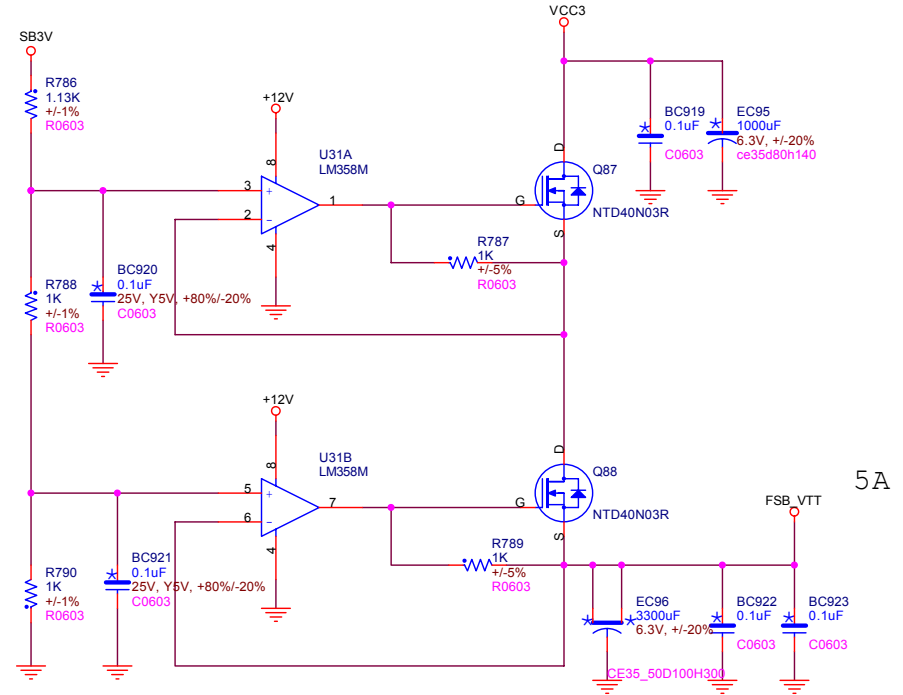 VCC3
SB3V
R786
1.13K
+/-1%
R0603
+12V
8
U31A
LM358M
3
+
1
2
-
4
BC919
0.1uF
C0603
EC95
1000uF
6.3V, +/-20%
ce35d80h140
D
Q87
G
NTD40N03R
S
R787
1K
+/-5%
R0603
R788
1K
+/-1%
R0603
BC920
0.1uF
25V, Y5V, +80%/-20%
C0603
+12V
8
U31B
LM358M
5
+
7
6
-
4
D
Q88
G
NTD40N03R
S
5A
FSB_VTT
R789
1K
+/-5%
R0603
R790
1K
+/-1%
R0603
BC921
0.1uF
25V, Y5V, +80%/-20%
C0603
EC96
3300uF
6.3V, +/-20%
CE35_50D100H300
BC922
0.1uF
C0603
BC923
0.1uF
C0603